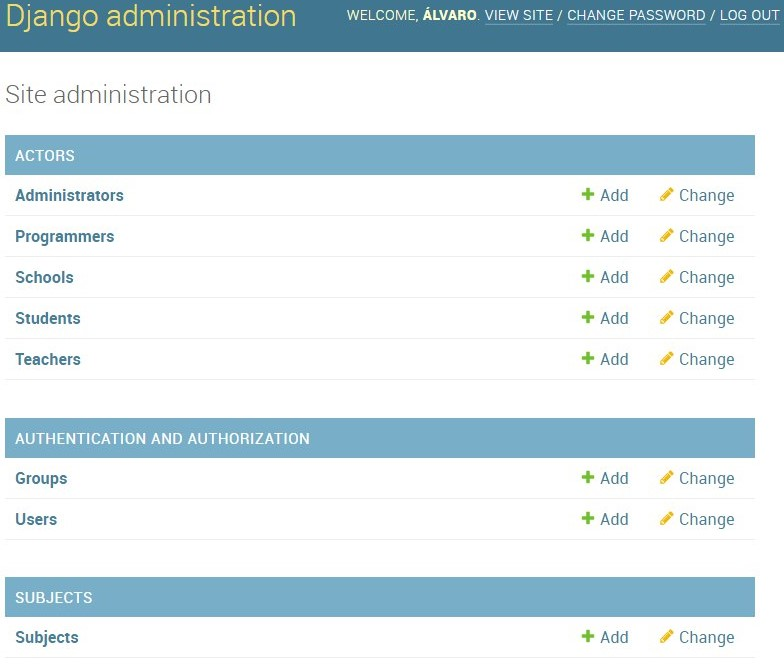 Django administration WELCOME, ÁLVARO. VIEW SITE / CHANGE PASSWORD / LOG OUT
Site administration
ACTORS
Administrators Add Change
Programmers Add Change
Schools Add Change
Students Add Change
Teachers Add Change
AUTHENTICATION AND AUTHORIZATION
Groups Add Change
Users Add Change
SUBJECTS
Subjects Add Change